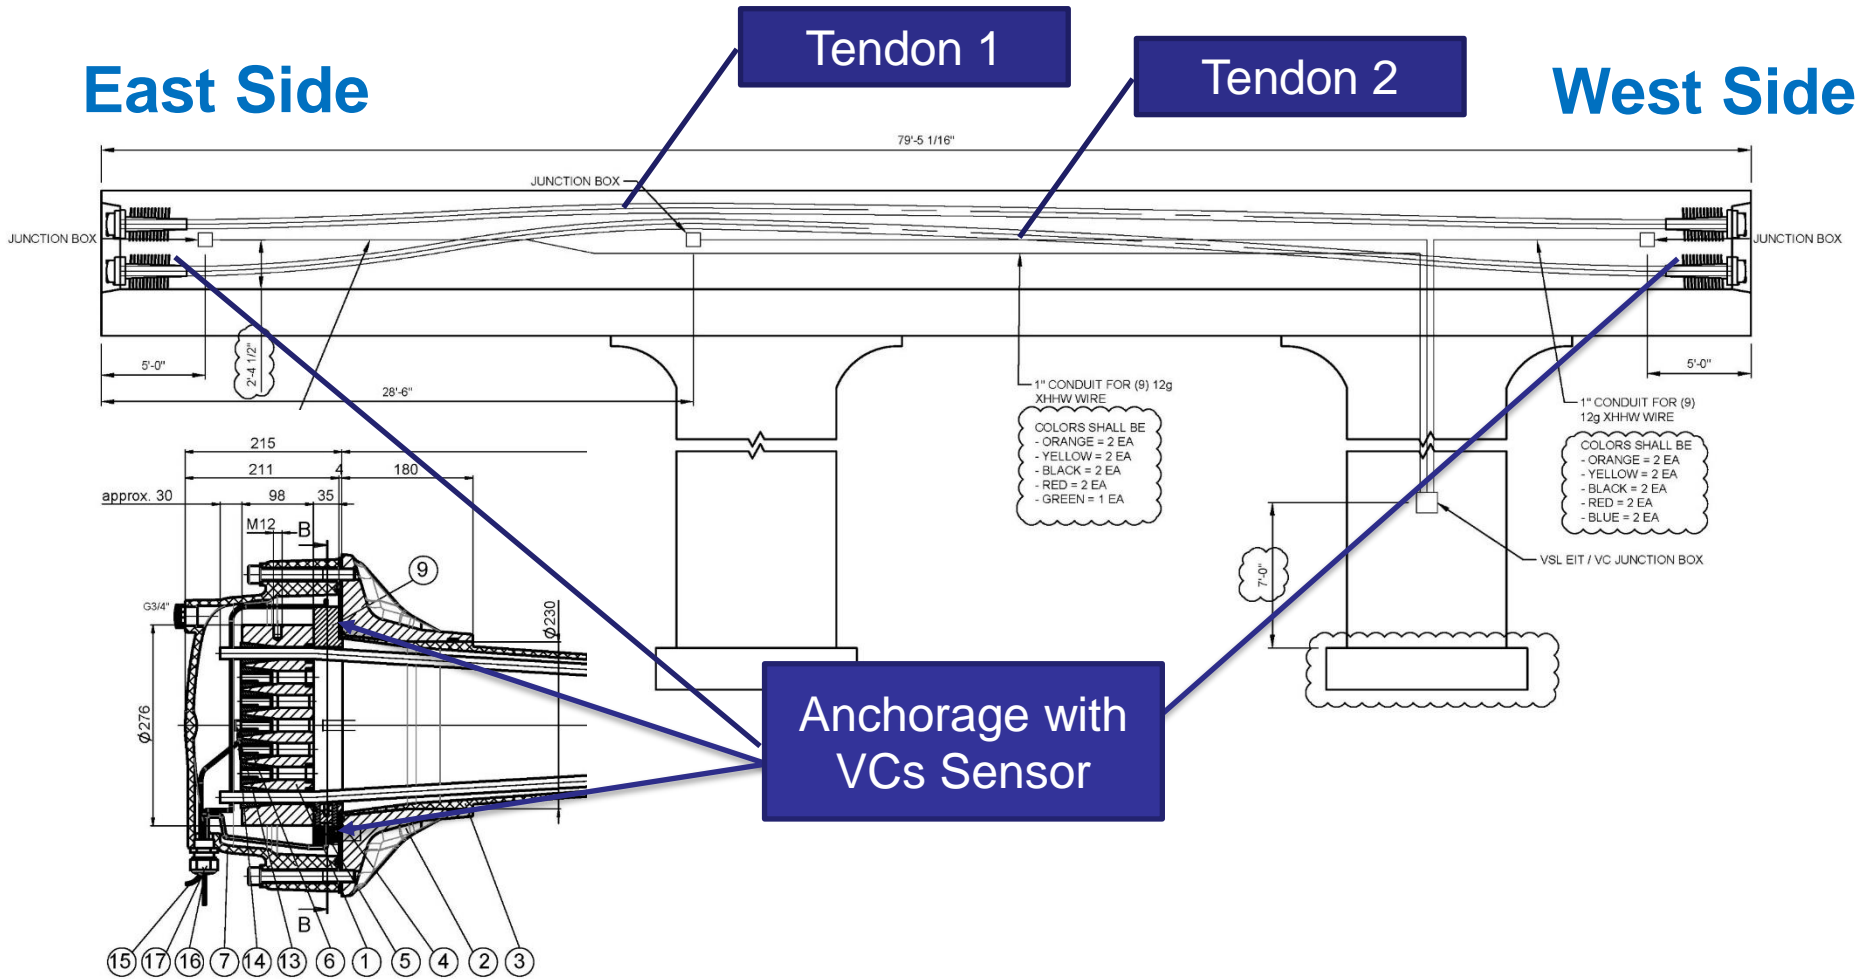 Tendon 1
Tendon 2
East Side
West Side
79'-5 1/16"
JUNCTION BOX
JUNCTION BOX
JUNCTION BOX
5'-0"
2'-4 1/2"
28'-6"
5'-0"
1" CONDUIT FOR (9) 12g
XHHW WIRE
COLORS SHALL BE
- ORANGE = 2 EA
- YELLOW = 2 EA
- BLACK = 2 EA
- RED = 2 EA
- GREEN = 1 EA
1" CONDUIT FOR (9)
12g XHHW WIRE
COLORS SHALL BE
- ORANGE = 2 EA
- YELLOW = 2 EA
- BLACK = 2 EA
- RED = 2 EA
- BLUE = 2 EA
VSL EIT / VC JUNCTION BOX
7'-0"
215
211
4
180
approx. 30
98
35
M12
B
9
G3/4"
Ø230
Ø276
Anchorage with
VCs Sensor
B
15
17
16
7
14
13
6
1
5
4
2
3